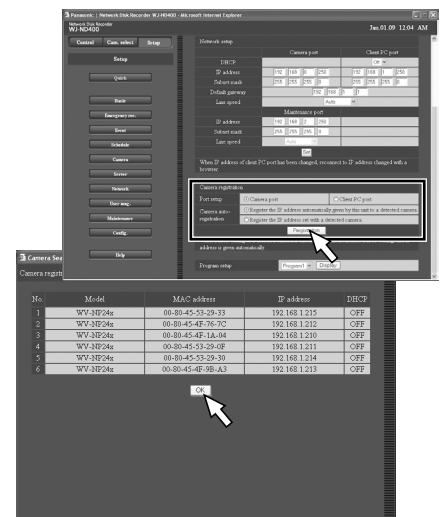 Panasonic | Network Disk Recorder WJ-ND400 - Microsoft Internet Explorer
Network Disk Recorder
WJ-ND400
Jan.01.09 12:04 AM
Control Cam. select Setup
Setup
Quick
Basic
Emergency rec.
Event
Schedule
Camera
Server
Network
User mng.
Maintenance
Config.
Help
Network setup
Camera port Client PC port
DHCP Off
IP address 192 168 0 250 192 168 1 250
Subnet mask 255 255 255 0 255 255 255 0
Default gateway 192 168 1 1
Line speed Auto
Maintenance port
IP address 192 168 2 250
Subnet mask 255 255 255 0
Line speed Auto
Set
When IP address of client PC port has been changed, reconnect to IP address changed with a
browser.
Camera registration
Port setup Camera port Client PC port
Camera auto-registration Register the IP address automatically given by this unit to a detected camera.
Register the IP address set with a detected camera.
Registration
address is given automatically
Program setup Program1 Display
Camera Sea
Camera registr
No. Model MAC address IP address DHCP
1 WV-NP24x 00-80-45-53-29-33 192.168.1.215 OFF
2 WV-NP24x 00-80-45-4F-76-7C 192.168.1.212 OFF
3 WV-NP24x 00-80-45-4F-1A-04 192.168.1.210 OFF
4 WV-NP24x 00-80-45-53-29-0F 192.168.1.211 OFF
5 WV-NP24x 00-80-45-53-29-30 192.168.1.214 OFF
6 WV-NP24x 00-80-45-4F-9B-A3 192.168.1.213 OFF
OK